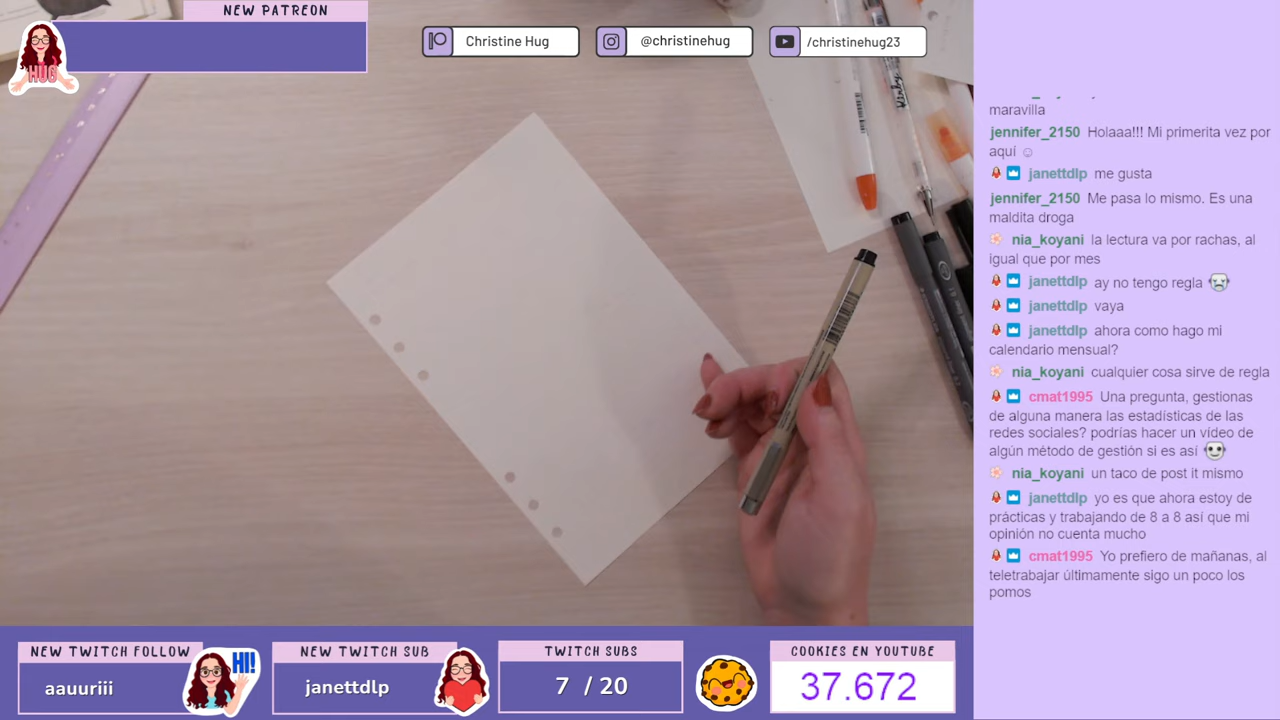 NEW PATREON
HUG
Christine Hug
@christinehug
/christinehug23
maravilla
jennifer_2150 Holaaa!!! Mi primerita vez por
aquí ☺
janettdlp me gusta
jennifer_2150 Me pasa lo mismo. Es una
maldita droga
nia_koyani la lectura va por rachas, al
igual que por mes
janettdlp ay no tengo regla
janettdlp vaya
janettdlp ahora como hago mi
calendario mensual?
nia_koyani cualquier cosa sirve de regla
cmat1995 Una pregunta, gestionas
de alguna manera las estadísticas de las
redes sociales? podrías hacer un vídeo de
algún método de gestión si es así
nia_koyani un taco de post it mismo
janettdlp yo es que ahora estoy de
prácticas y trabajando de 8 a 8 así que mi
opinión no cuenta mucho
cmat1995 Yo prefiero de mañanas, al
teletrabajar últimamente sigo un poco los
pomos
NEW TWITCH FOLLOW
aauuriii
HI!
NEW TWITCH SUB
janettdlp
TWITCH SUBS
7 / 20
COOKIES EN YOUTUBE
37.672